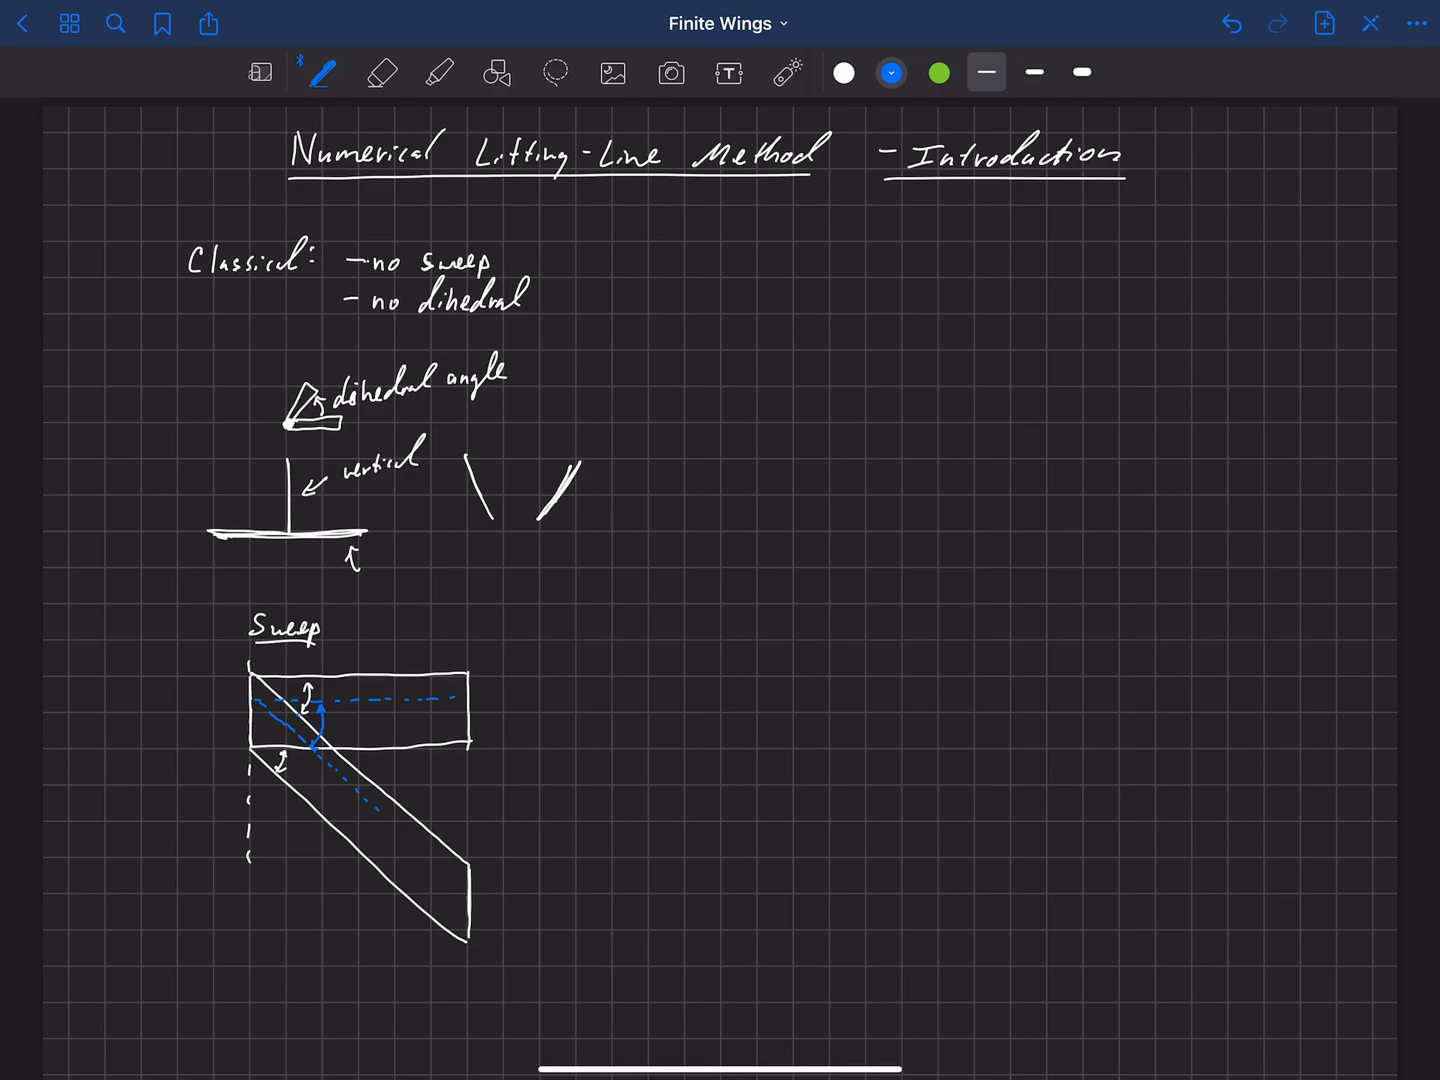 Finite Wings
T
Numerical Lifting-Line Method - Introduction
Classical: - no sweep
- no dihedral
dihedral angle
vertical
Sweep